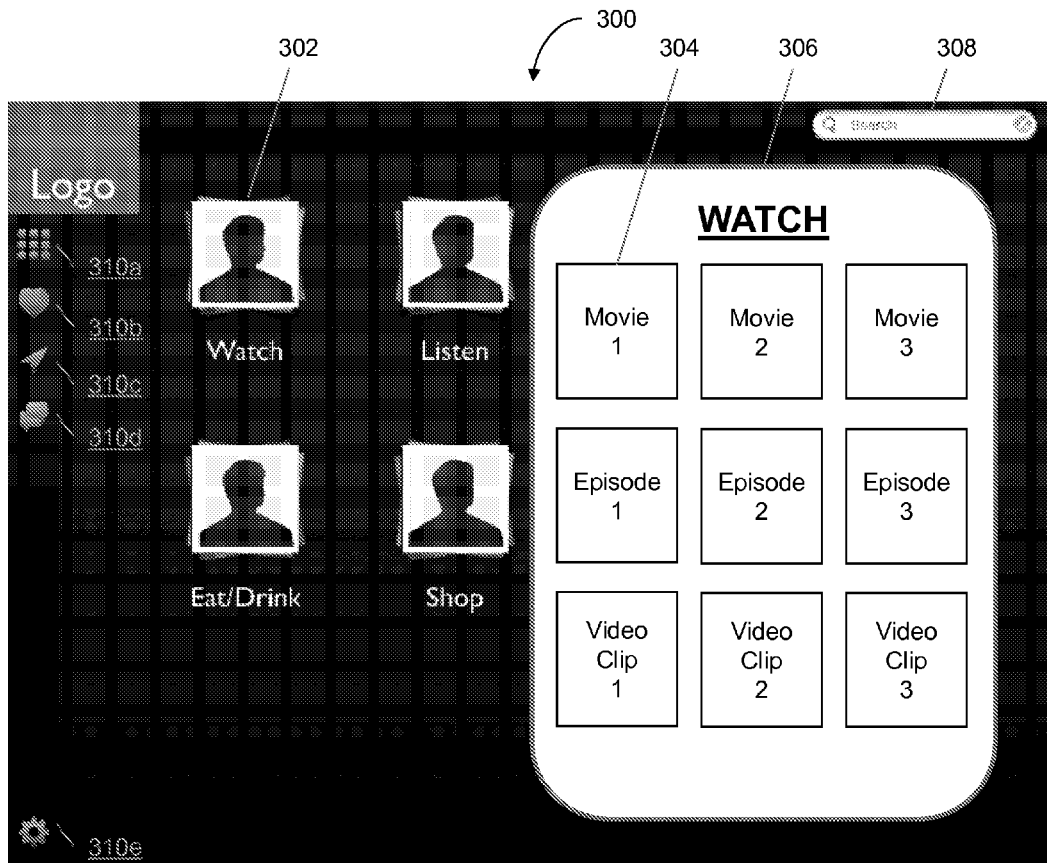 300
302
304
306
308
Search
Logo
WATCH
310a
310b
310c
310d
Watch
Listen
Movie
1
Movie
2
Movie
3
Episode
1
Episode
2
Episode
3
Eat/Drink
Shop
Video
Clip
1
Video
Clip
2
Video
Clip
3
310e